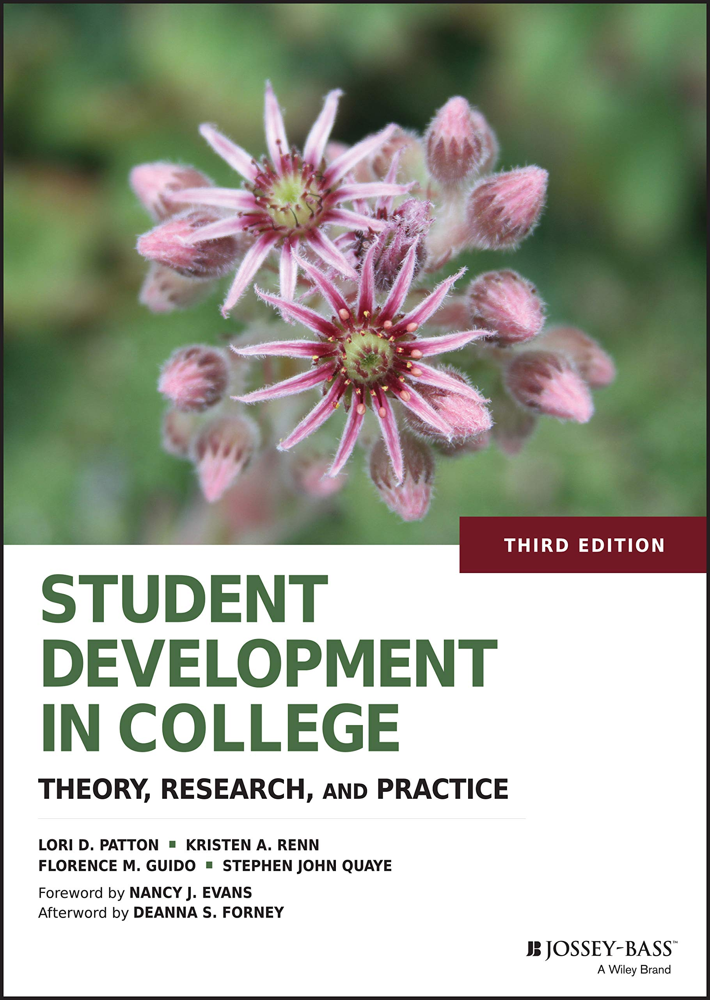 THIRD EDITION
STUDENT
DEVELOPMENT
IN COLLEGE
THEORY, RESEARCH, AND PRACTICE
LORI D. PATTON ■ KRISTEN A. RENN
FLORENCE M. GUIDO ■ STEPHEN JOHN QUAYE
Foreword by NANCY J. EVANS
Afterword by DEANNA S. FORNEY
JB JOSSEY-BASS™
A Wiley Brand